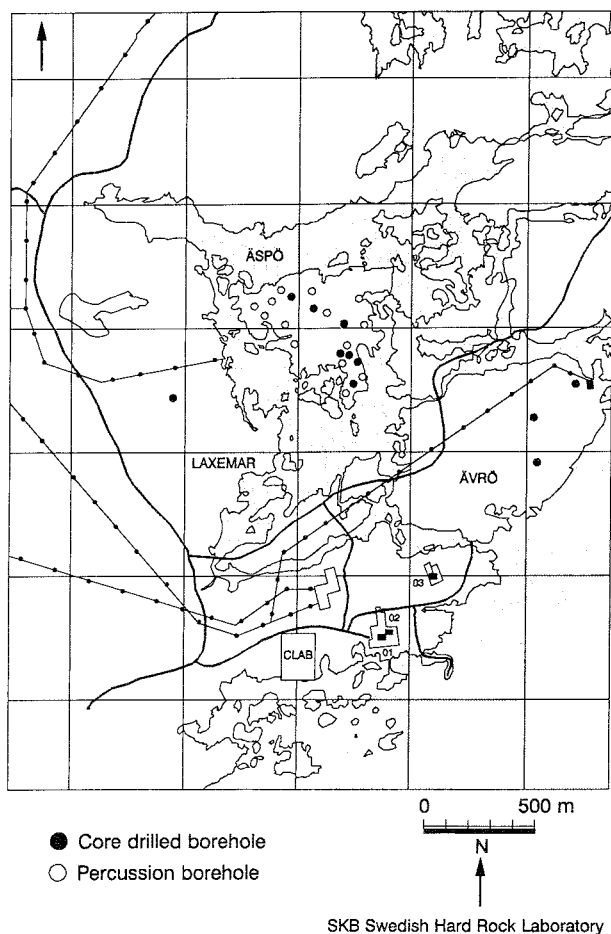 ÄSPÖ
LAXEMAR
ÄVRÖ
03
02
01
CLAB
0 500 m
N
Core drilled borehole
Percussion borehole
SKB Swedish Hard Rock Laboratory